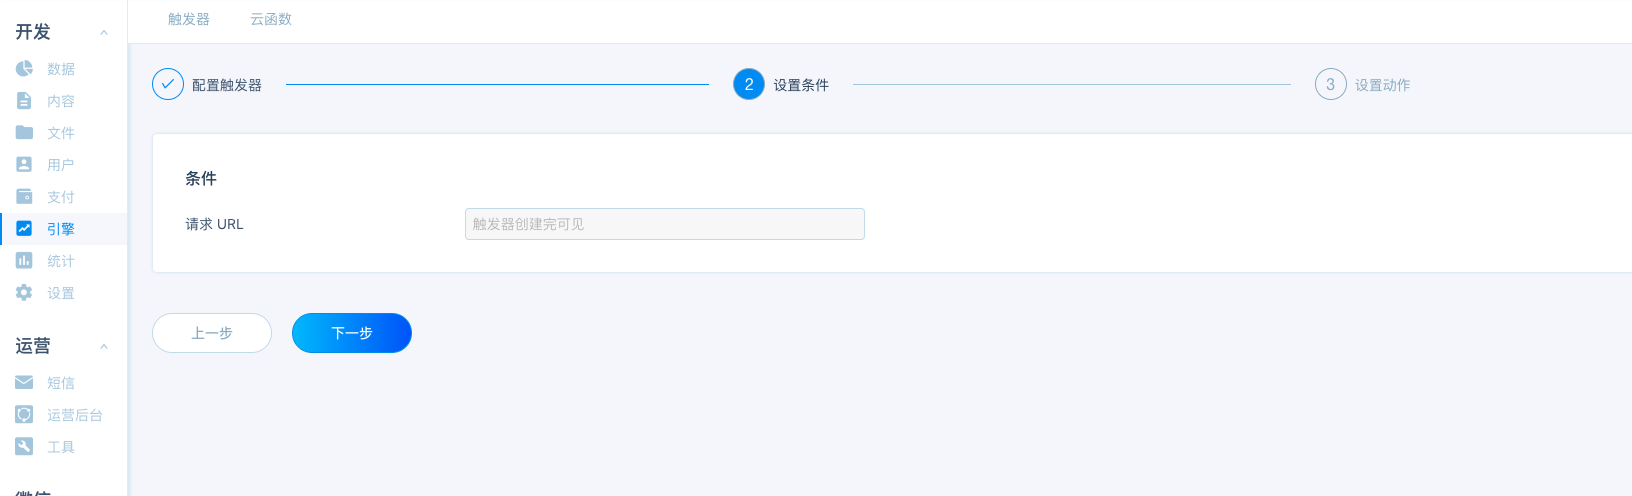 触发器 云函数
开发
数据
内容
文件
用户
支付
引擎
统计
设置
运营
短信
运营后台
工具
微信
配置触发器 2 设置条件 3 设置动作
条件
请求 URL 触发器创建完可见
上一步 下一步